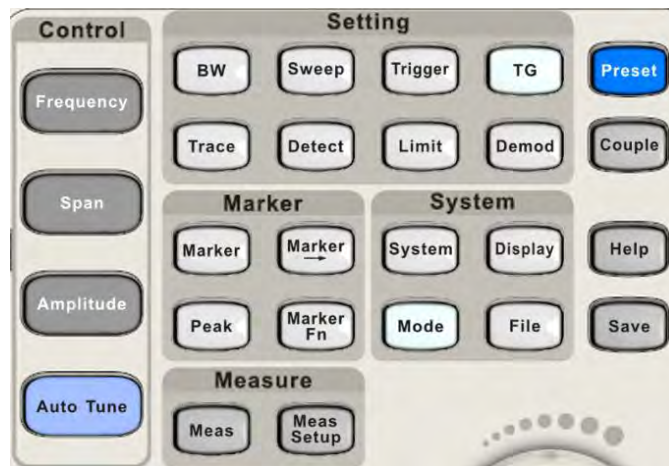 Control
Frequency
Span
Amplitude
Auto Tune
Setting
BW
Sweep
Trigger
TG
Trace
Detect
Limit
Demod
Marker
Marker
Marker
→
Peak
Marker
Fn
System
System
Display
Mode
File
Measure
Meas
Meas
Setup
Preset
Couple
Help
Save